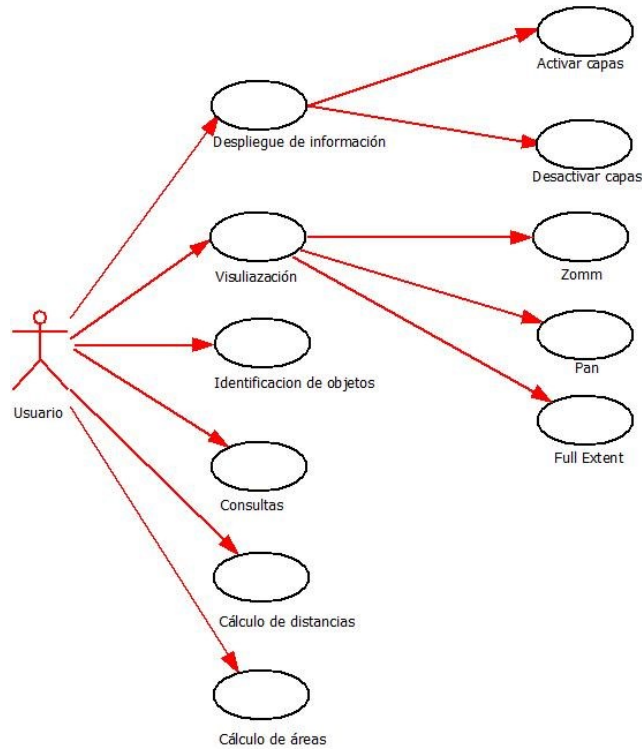 Activar capas
Despliegue de información
Desactivar capas
Visuliazación
Zomm
Identificacion de objetos
Pan
Usuario
Full Extent
Consultas
Cálculo de distancias
Cálculo de áreas